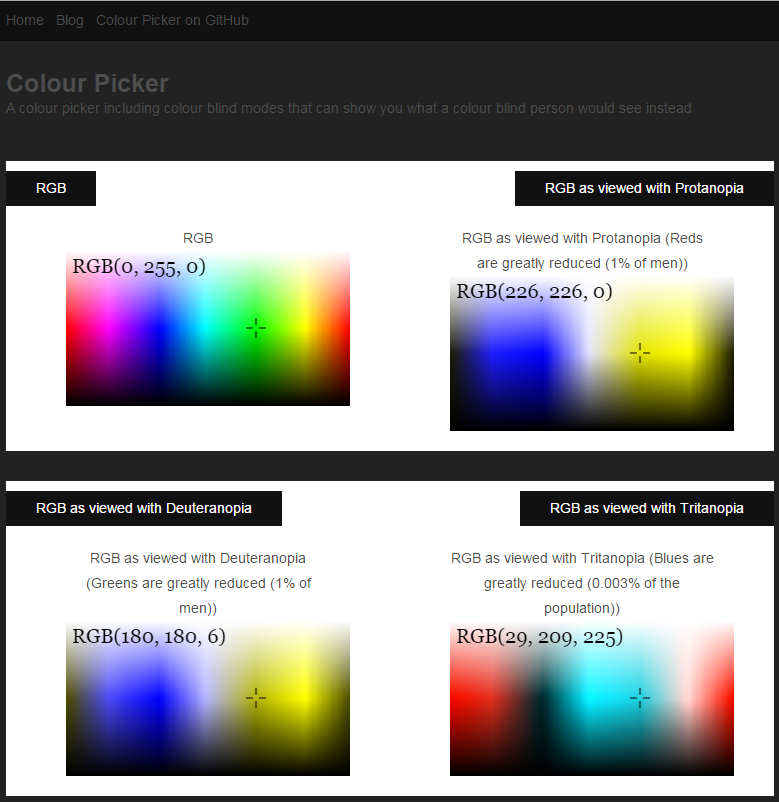 Home Blog Colour Picker on GitHub
Colour Picker
A colour picker including colour blind modes that can show you what a colour blind person would see instead
RGB
RGB as viewed with Protanopia
RGB
RGB(0, 255, 0)
RGB as viewed with Protanopia (Reds
are greatly reduced (1% of men))
RGB(226, 226, 0)
RGB as viewed with Deuteranopia
RGB as viewed with Tritanopia
RGB as viewed with Deuteranopia
(Greens are greatly reduced (1% of
men))
RGB(180, 180, 6)
RGB as viewed with Tritanopia (Blues are
greatly reduced (0.003% of the
population))
RGB(29, 209, 225)